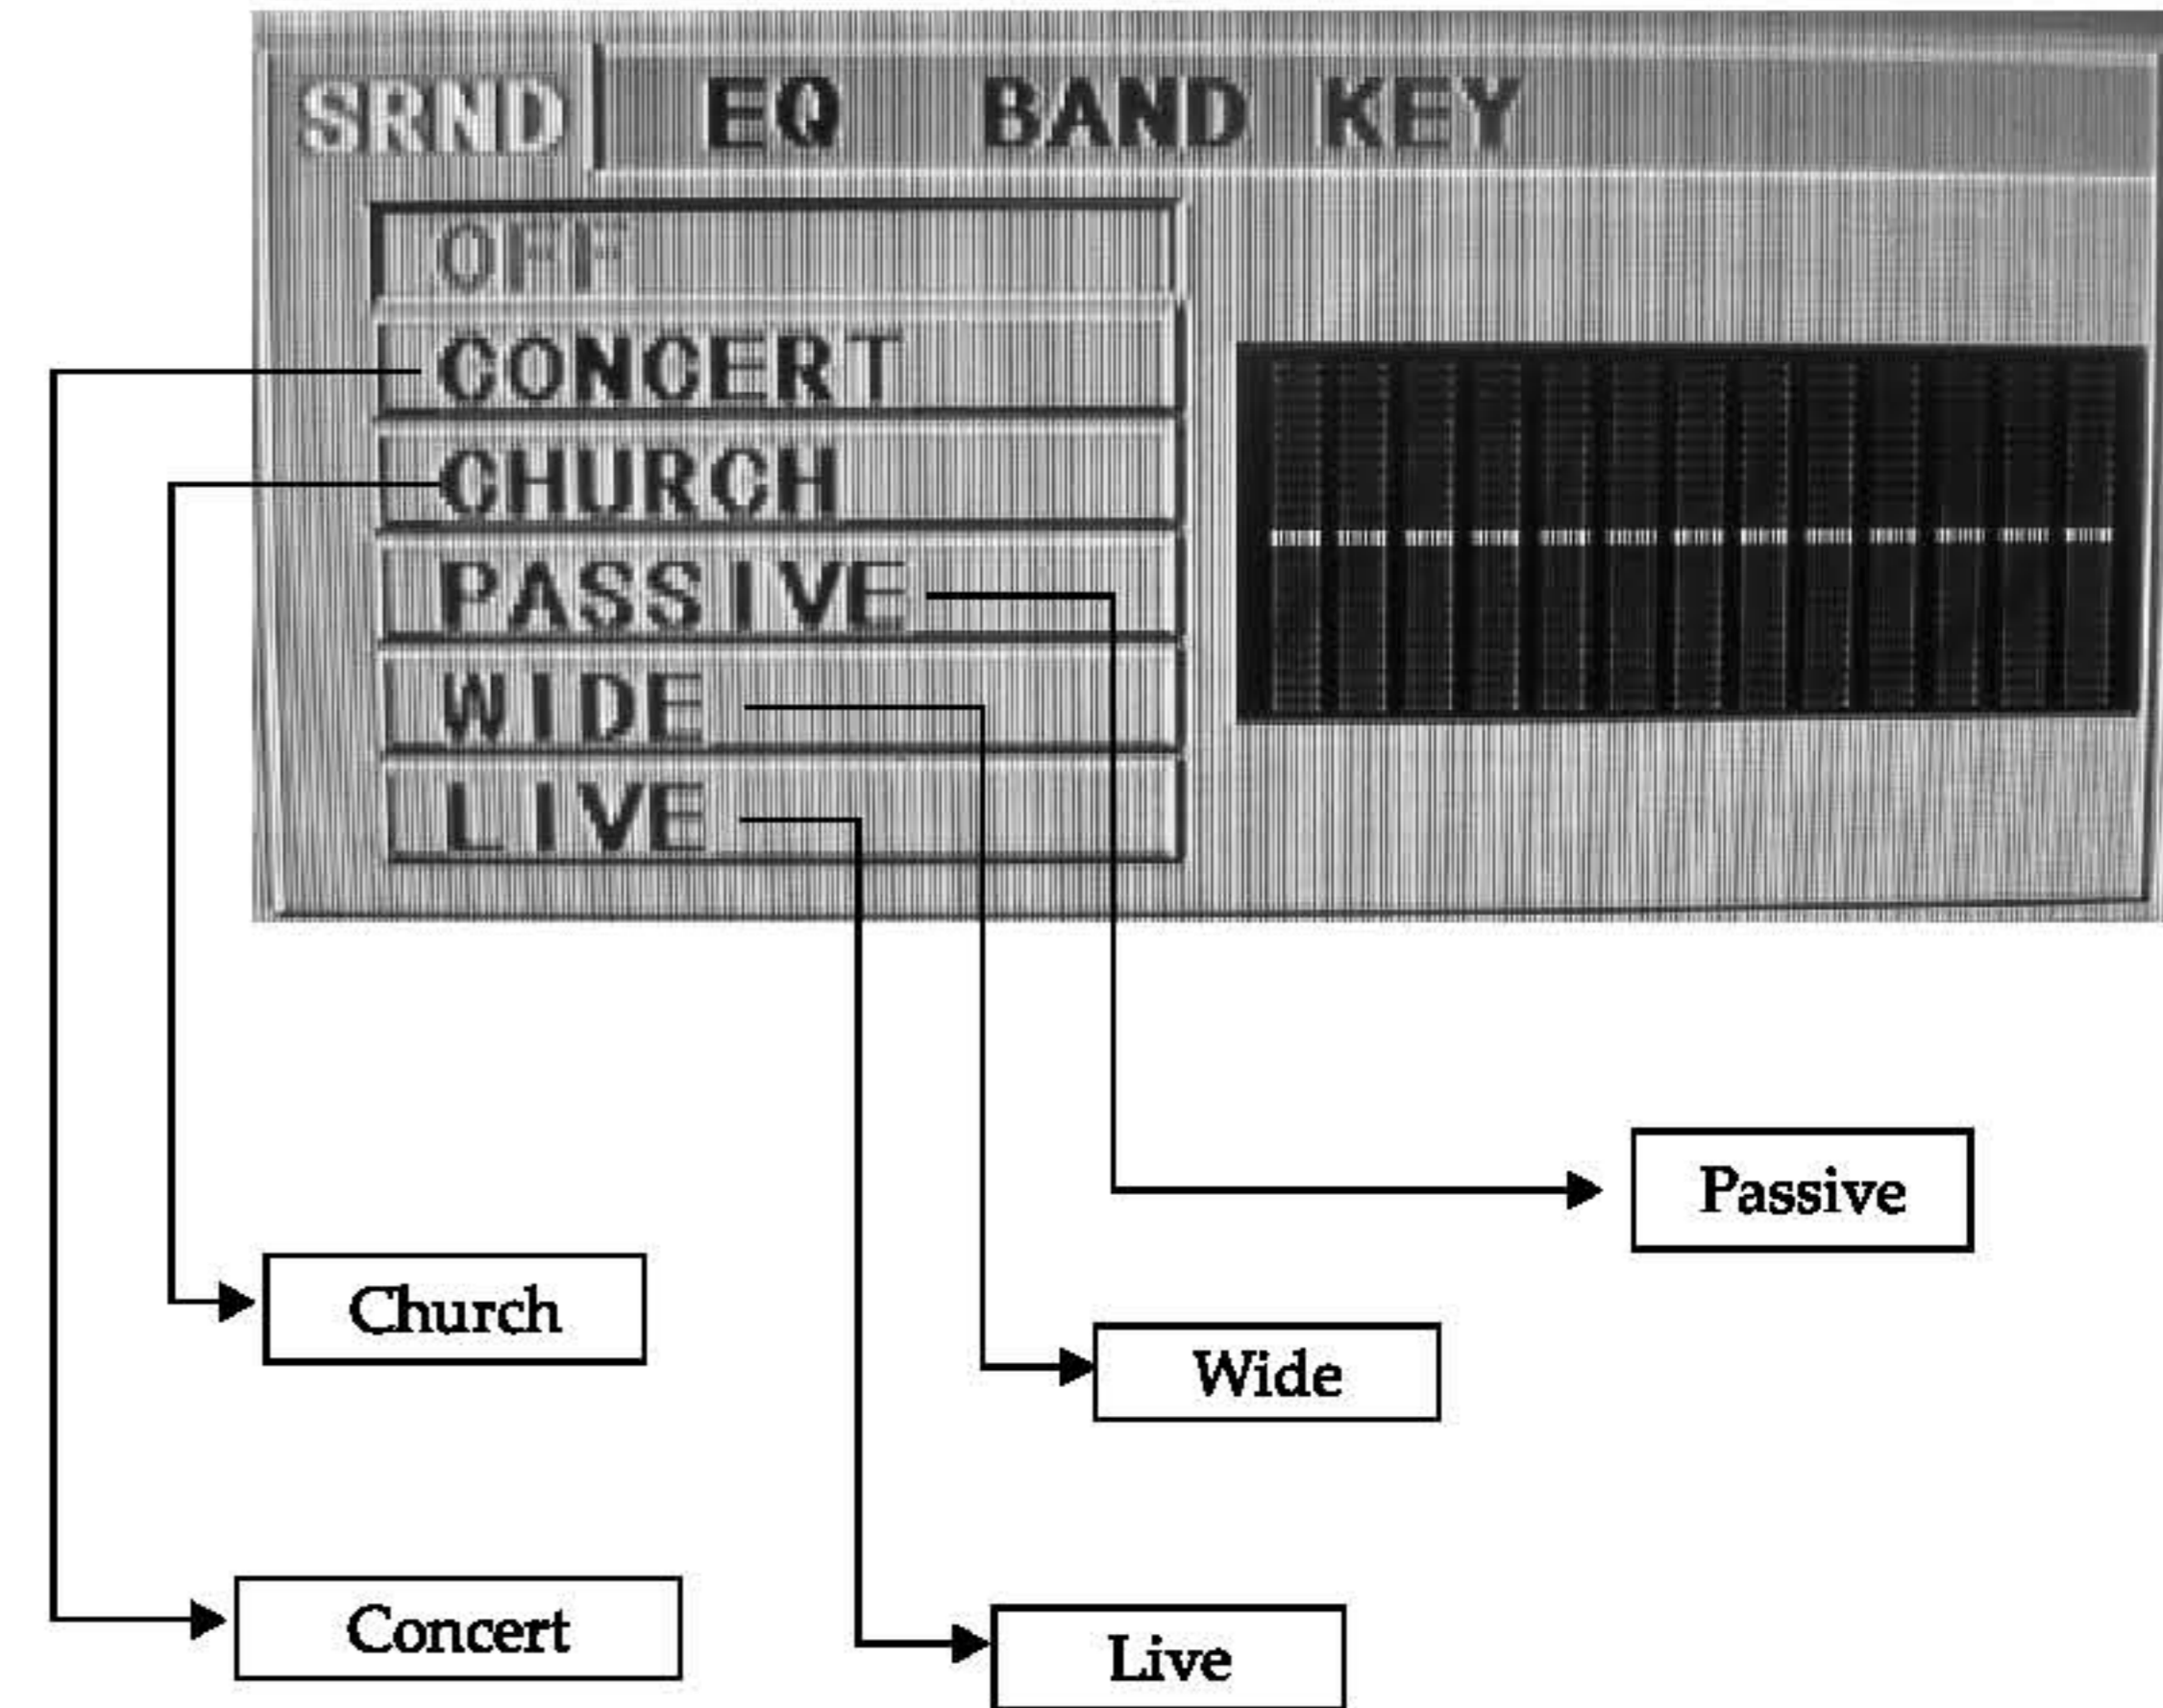 SRND EQ BAND KEY
OFF
CONCERT
CHURCH
PASSIVE
WIDE
LIVE
Passive
Church
Wide
Concert
Live